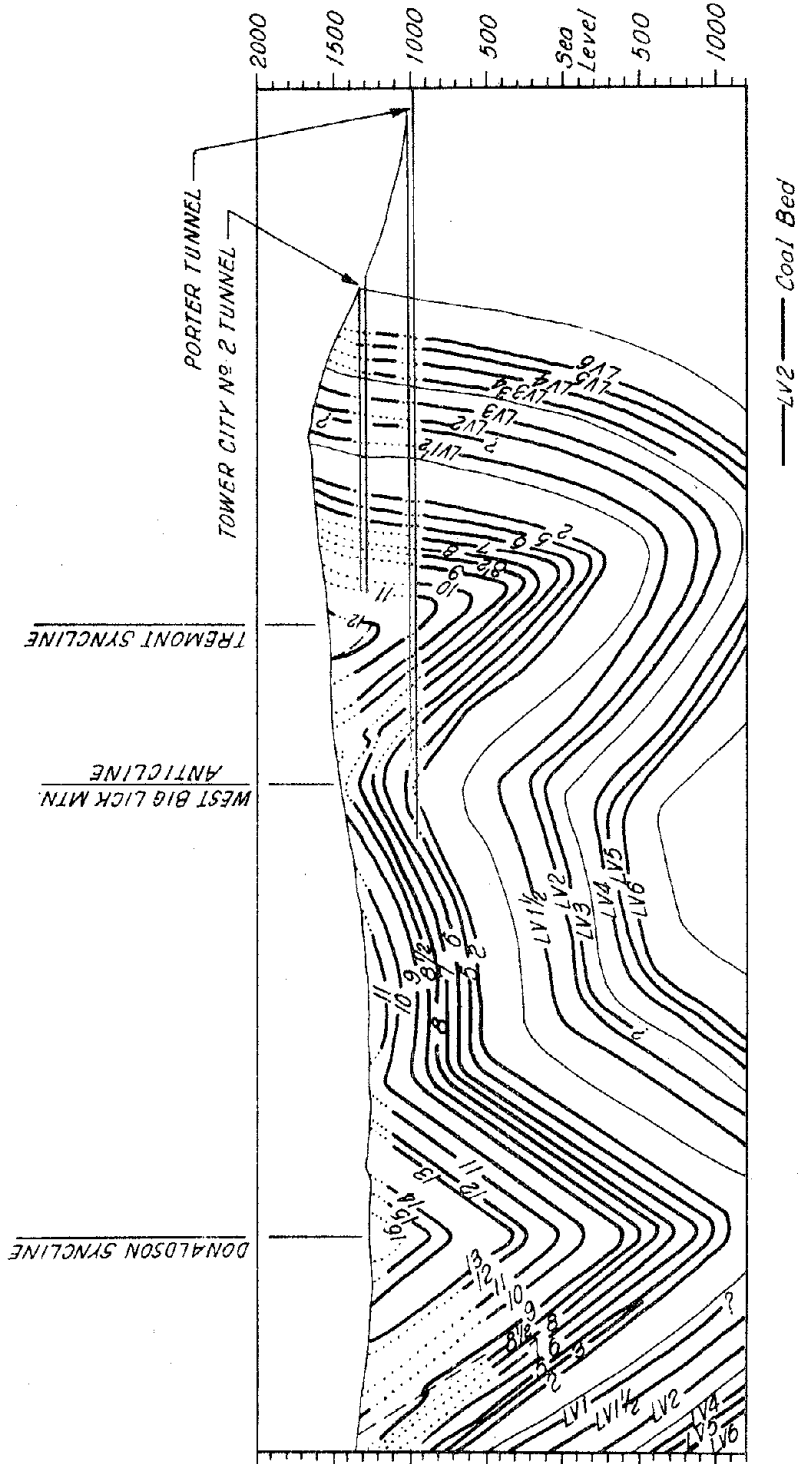 2000
1500
1000
500
Sea
Level
500
1000
PORTER TUNNEL
TOWER CITY Nº 2 TUNNEL
TREMONT SYNCLINE
WEST BIG LICK MTN.
ANTICLINE
DONALDSON SYNCLINE
LV6
LV5
LV4
LV3
LV2
?
LV1½
?
2
5
6
7
8
8½
9
10
11
12
LV1½
LV2
LV3
LV4
LV5
LV6
?
11
10
9
8½
8
7
6
5
2
8
16
15
14
13
12
11
13
12
11
10
9
8½
8
7
6
5
3
2
?
LV1
LV1½
LV2
LV4
LV5
LV6
LV2 Coal Bed